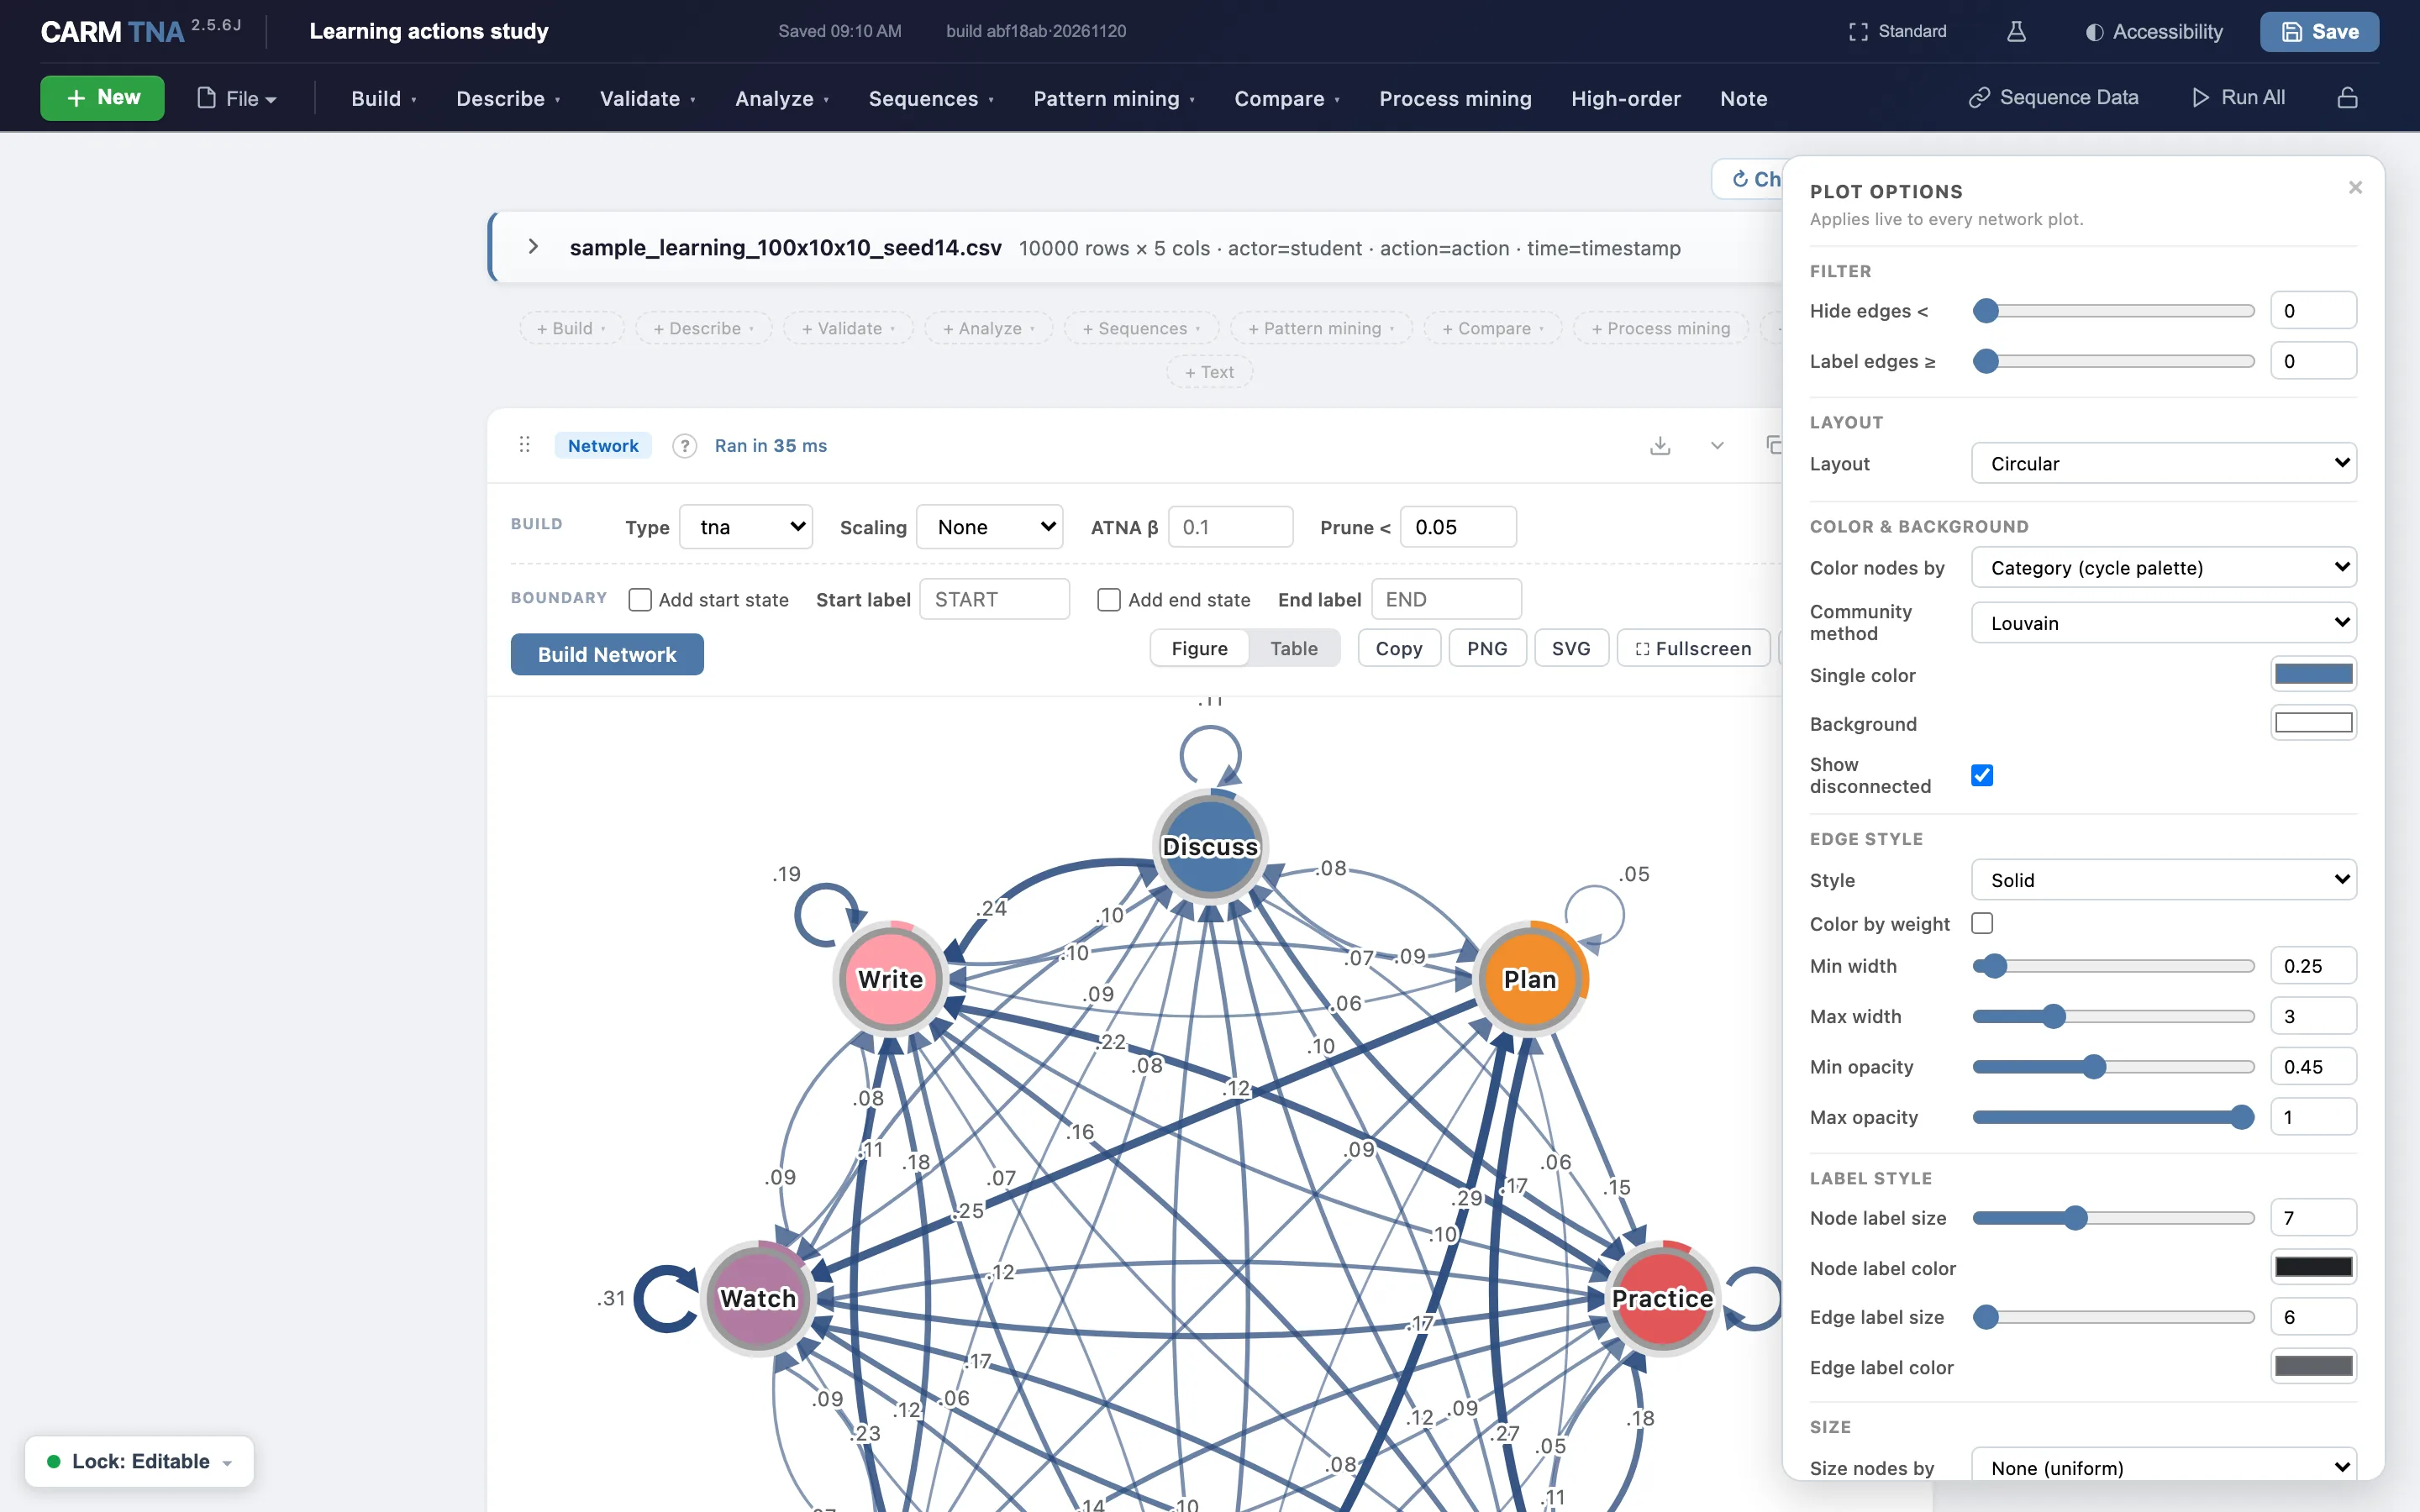 CARM TNA 2.5.6J
Learning actions study
Saved 09:10 AM
build abf18ab·20261120
Standard
Accessibility
Save
+ New
File
Build
Describe
Validate
Analyze
Sequences
Pattern mining
Compare
Process mining
High-order
Note
Sequence Data
Run All
Ch
sample_learning_100x10x10_seed14.csv 10000 rows × 5 cols · actor=student · action=action · time=timestamp
+ Build
+ Describe
+ Validate
+ Analyze
+ Sequences
+ Pattern mining
+ Compare
+ Process mining
+ Text
Network
?
Ran in 35 ms
BUILD
Type tna
Scaling None
ATNA β 0.1
Prune < 0.05
BOUNDARY
Add start state
Start label START
Add end state
End label END
Build Network
Figure
Table
Copy
PNG
SVG
Fullscreen
.11
Discuss
.19
.24
.10
.08
.05
Write
.10
.07
.09
Plan
.09
.06
.22
.08
.10
.12
.08
.16
.11
.18
.09
.07
.09
.06
.25
.29
.17
.15
.10
.12
.31
Watch
Practice
.17
.17
.09
.12
.06
.23
.12
.09
.27
.18
.05
.08
.14
.10
.11
PLOT OPTIONS
Applies live to every network plot.
FILTER
Hide edges < 0
Label edges ≥ 0
LAYOUT
Layout Circular
COLOR & BACKGROUND
Color nodes by Category (cycle palette)
Community
method Louvain
Single color
Background
Show
disconnected
EDGE STYLE
Style Solid
Color by weight
Min width 0.25
Max width 3
Min opacity 0.45
Max opacity 1
LABEL STYLE
Node label size 7
Node label color
Edge label size 6
Edge label color
SIZE
Size nodes by None (uniform)
Lock: Editable